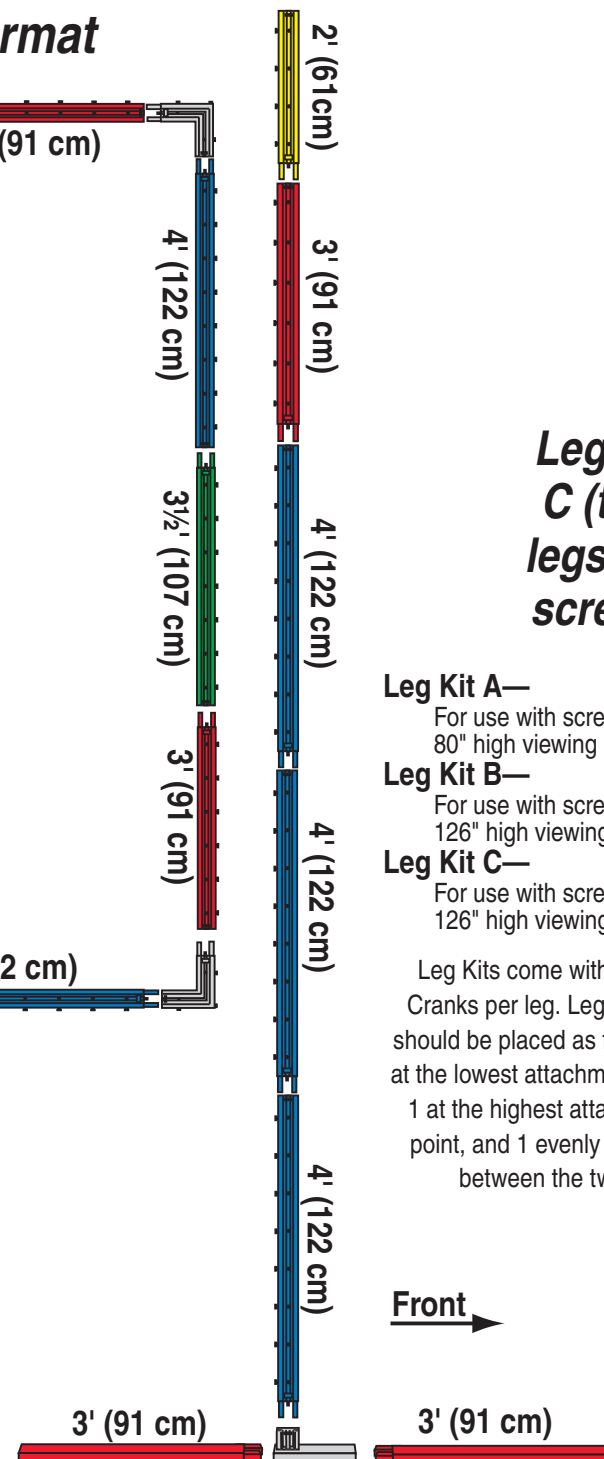 rmat
(91 cm)
4' (122 cm)
3½' (107 cm)
3' (91 cm)
2 cm)
2' (61cm)
3' (91 cm)
4' (122 cm)
4' (122 cm)
4' (122 cm)
3' (91 cm)
Leg
C (
legs
scre
Leg Kit A—
For use with scre
80" high viewing
Leg Kit B—
For use with scre
126" high viewing
Leg Kit C—
For use with scre
126" high viewing
Leg Kits come with
Cranks per leg. Leg
should be placed as
at the lowest attachm
1 at the highest atta
point, and 1 evenly
between the tw
Front
3' (91 cm)